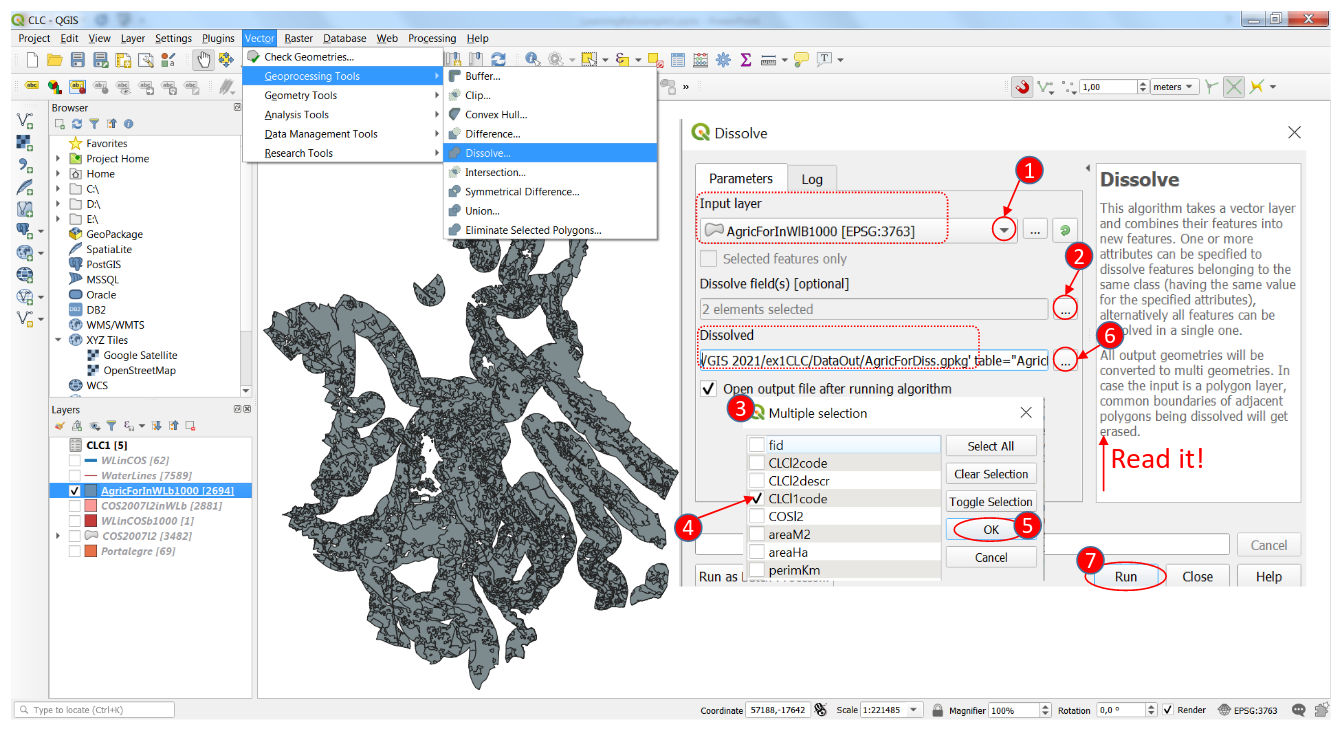 CLC - QGIS
Project Edit View Layer Settings Plugins Vector Raster Database Web Processing Help
Check Geometries...
Geoprocessing Tools
Geometry Tools
Analysis Tools
Data Management Tools
Research Tools
Buffer...
Clip...
Convex Hull...
Difference...
Dissolve...
Intersection...
Symmetrical Difference...
Union...
Eliminate Selected Polygons...
1,00
meters
Browser
Favorites
Project Home
Home
C:\
D:\
E:\
GeoPackage
SpatiaLite
PostGIS
MSSQL
Oracle
DB2
WMS/WMTS
XYZ Tiles
Google Satellite
OpenStreetMap
WCS
Layers
CLC1 [5]
WLinCOS [62]
WaterLines [7589]
AgricForInWLb1000 [2694]
COS2007l2inWLb [2881]
WLinCOSb1000 [1]
COS2007l2 [3482]
Portalegre [69]
Dissolve
Parameters
Log
Input layer
1
AgricForInWlB1000 [EPSG:3763]
...
Selected features only
2
Dissolve field(s) [optional]
2 elements selected
...
Dissolved
6
/GIS 2021/ex1CLC/DataOut/AgricForDiss.gpkg' table="Agrici
...
Open output file after running algorithm
3
Multiple selection
fid
CLCl2code
CLCl2descr
CLCl1code
COSl2
areaM2
areaHa
perimKm
4
Select All
Clear Selection
Toggle Selection
OK
5
Cancel
Dissolve
This algorithm takes a vector layer
and combines their features into
new features. One or more
attributes can be specified to
dissolve features belonging to the
same class (having the same value
for the specified attributes),
alternatively all features can be
olved in a single one.
All output geometries will be
converted to multi geometries. In
case the input is a polygon layer,
common boundaries of adjacent
polygons being dissolved will get
erased.
Read it!
Cancel
7
Run as
Run
Close
Help
Type to locate (Ctrl+K)
Coordinate 57188,-17642
Scale 1:221485
Magnifier 100%
Rotation 0,0 °
Render
EPSG:3763